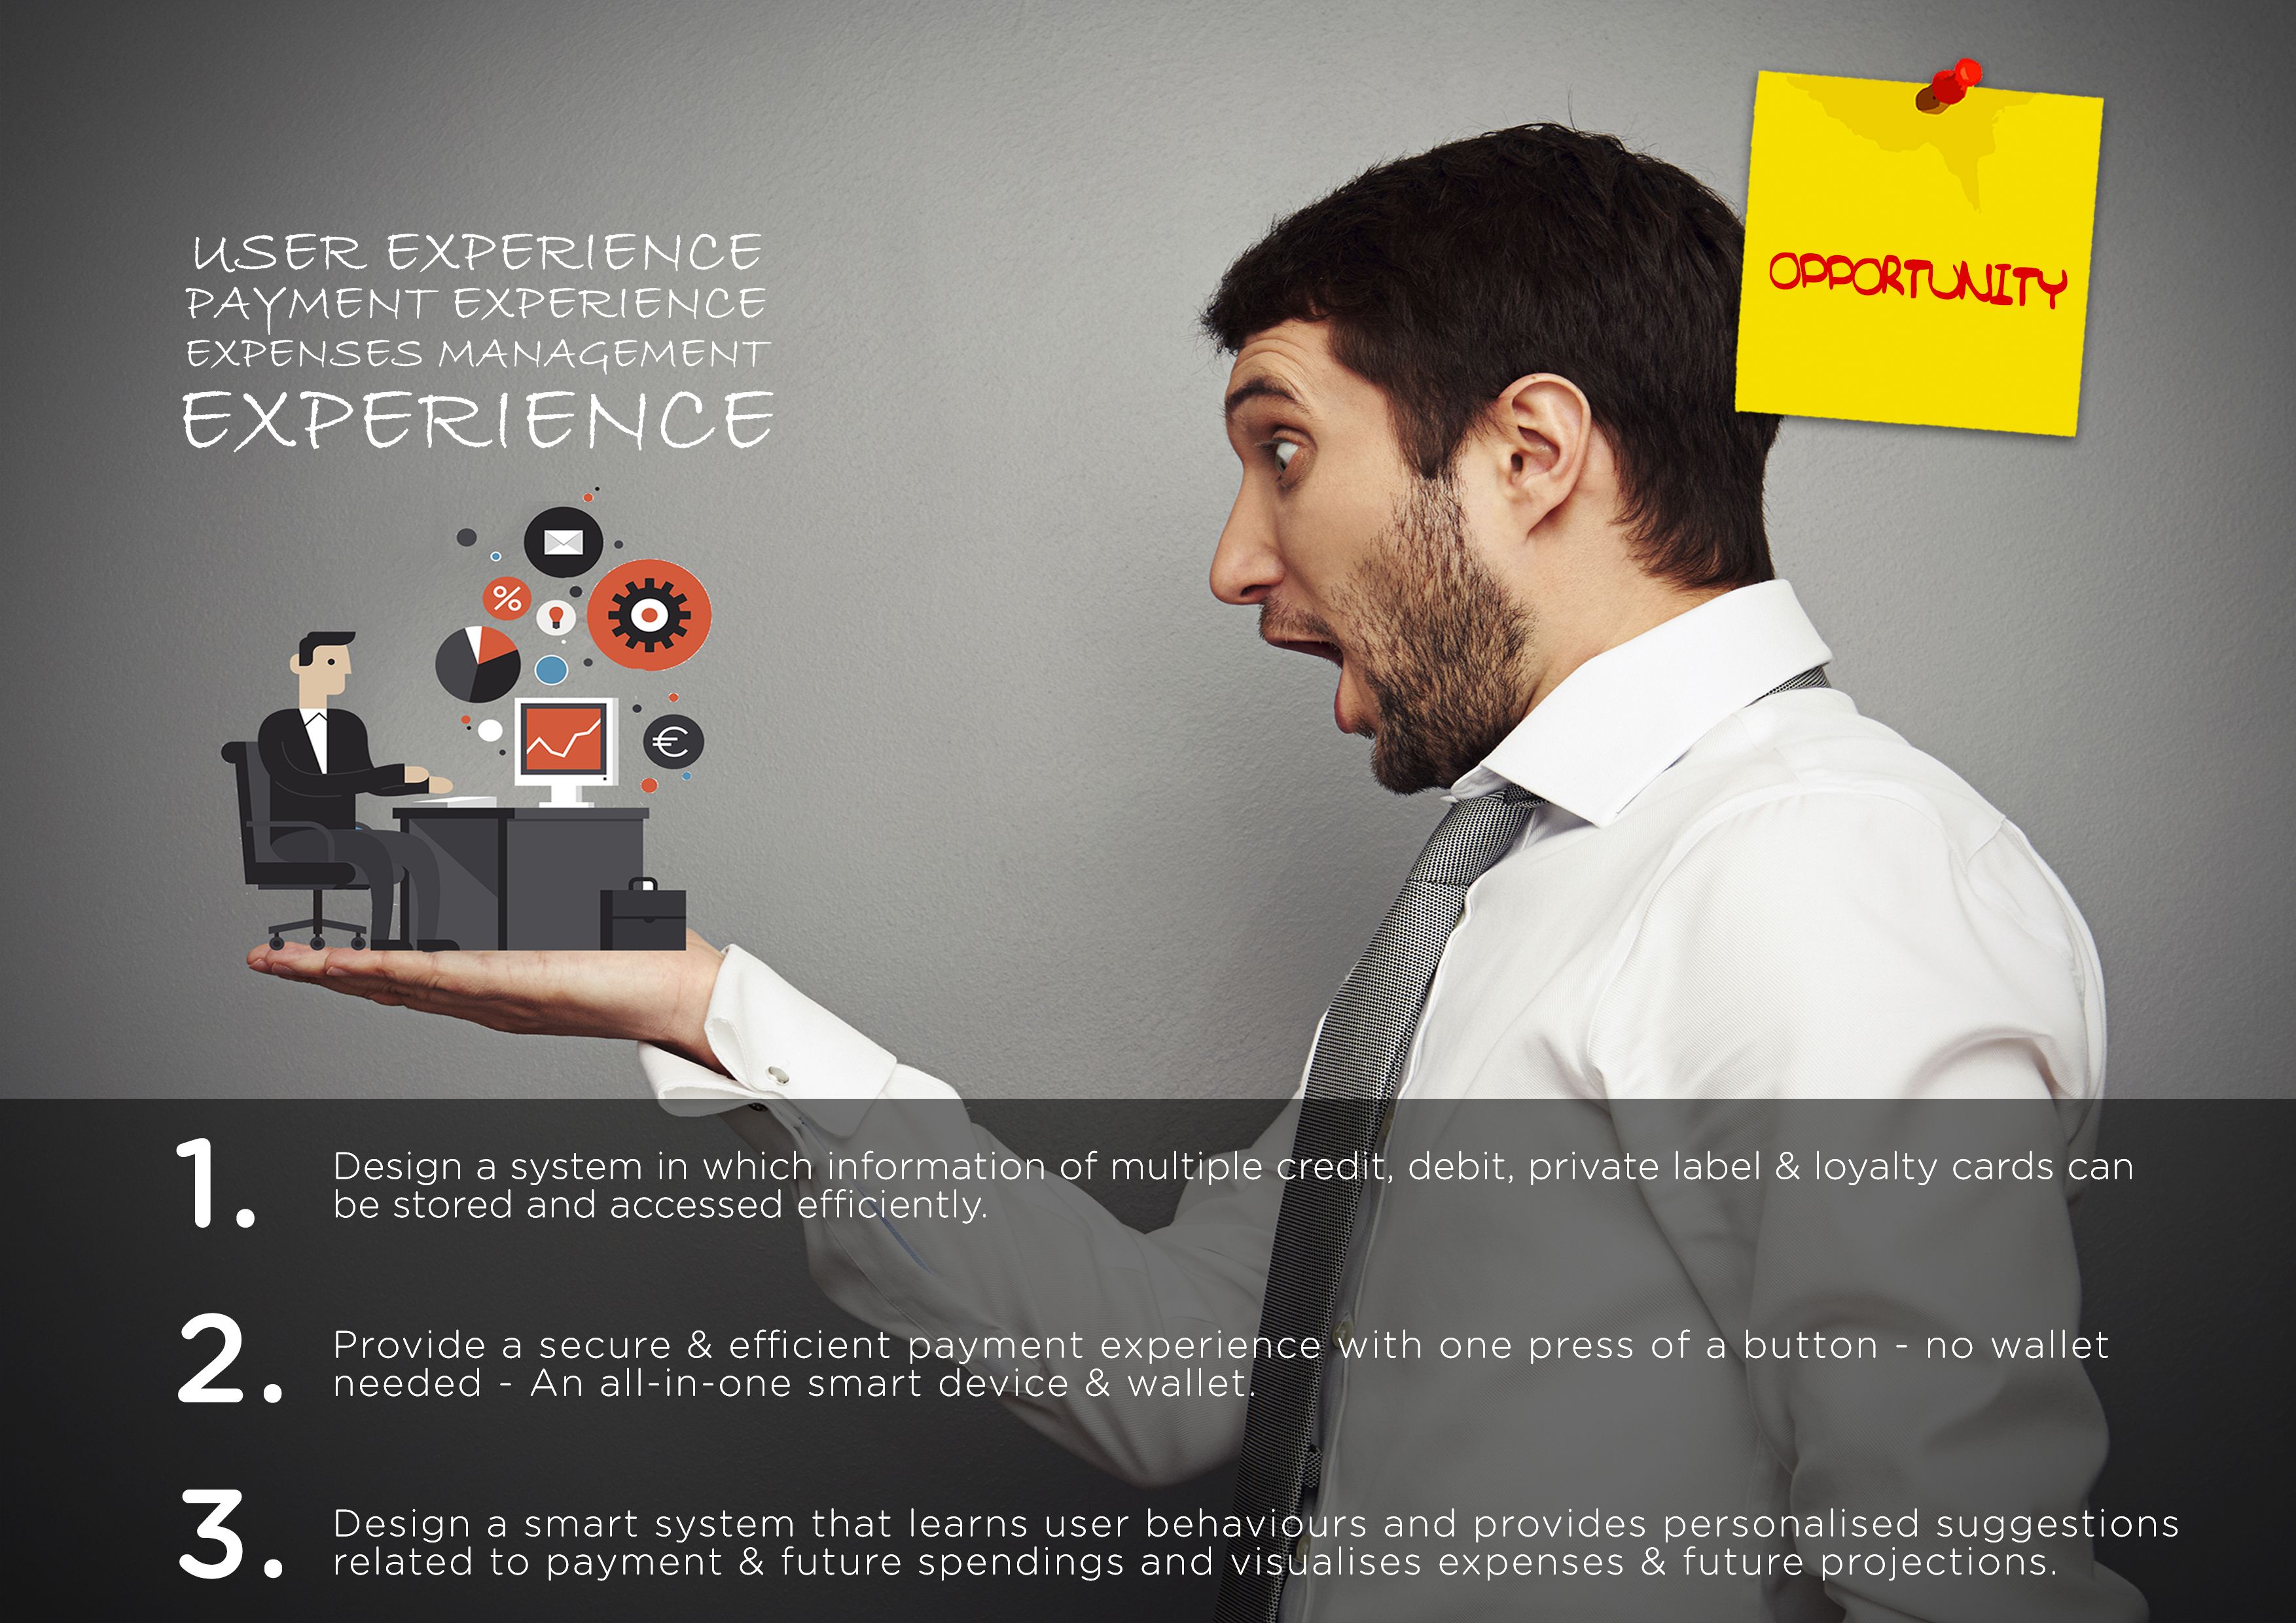 USER EXPERIENCE
PAYMENT EXPERIENCE
EXPENSES MANAGEMENT
EXPERIENCE
OPPORTUNITY
%
€
1. Design a system in which information of multiple credit, debit, private label & loyalty cards can
be stored and accessed efficiently.
2. Provide a secure & efficient payment experience with one press of a button - no wallet
needed - An all-in-one smart device & wallet.
3. Design a smart system that learns user behaviours and provides personalised suggestions
related to payment & future spendings and visualises expenses & future projections.